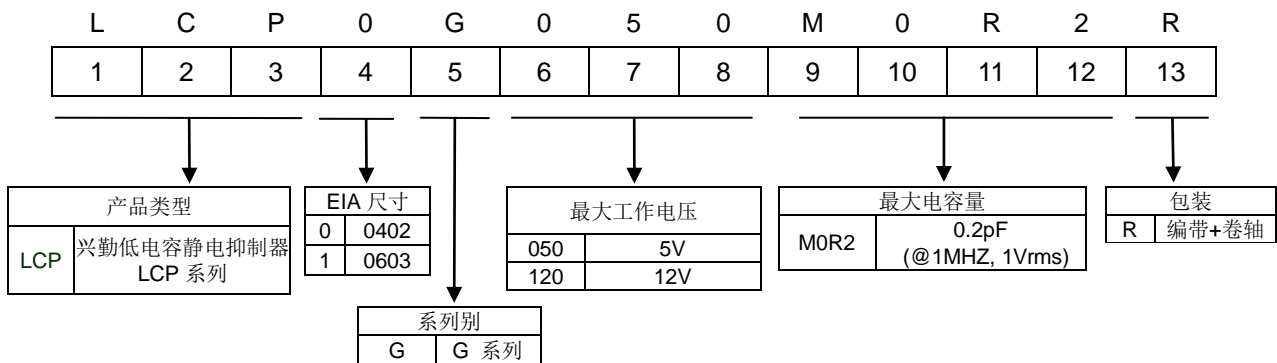 L C P 0 G 0 5 0 M 0 R 2 R
1 2 3 4 5 6 7 8 9 10 11 12 13
产品类型
LCP 兴勤低电容静电抑制器
LCP 系列
EIA 尺寸
0 0402
1 0603
系列别
G G 系列
最大工作电压
050 5V
120 12V
最大电容量
M0R2 0.2pF
(@1MHZ, 1Vrms)
包装
R 编带+卷轴